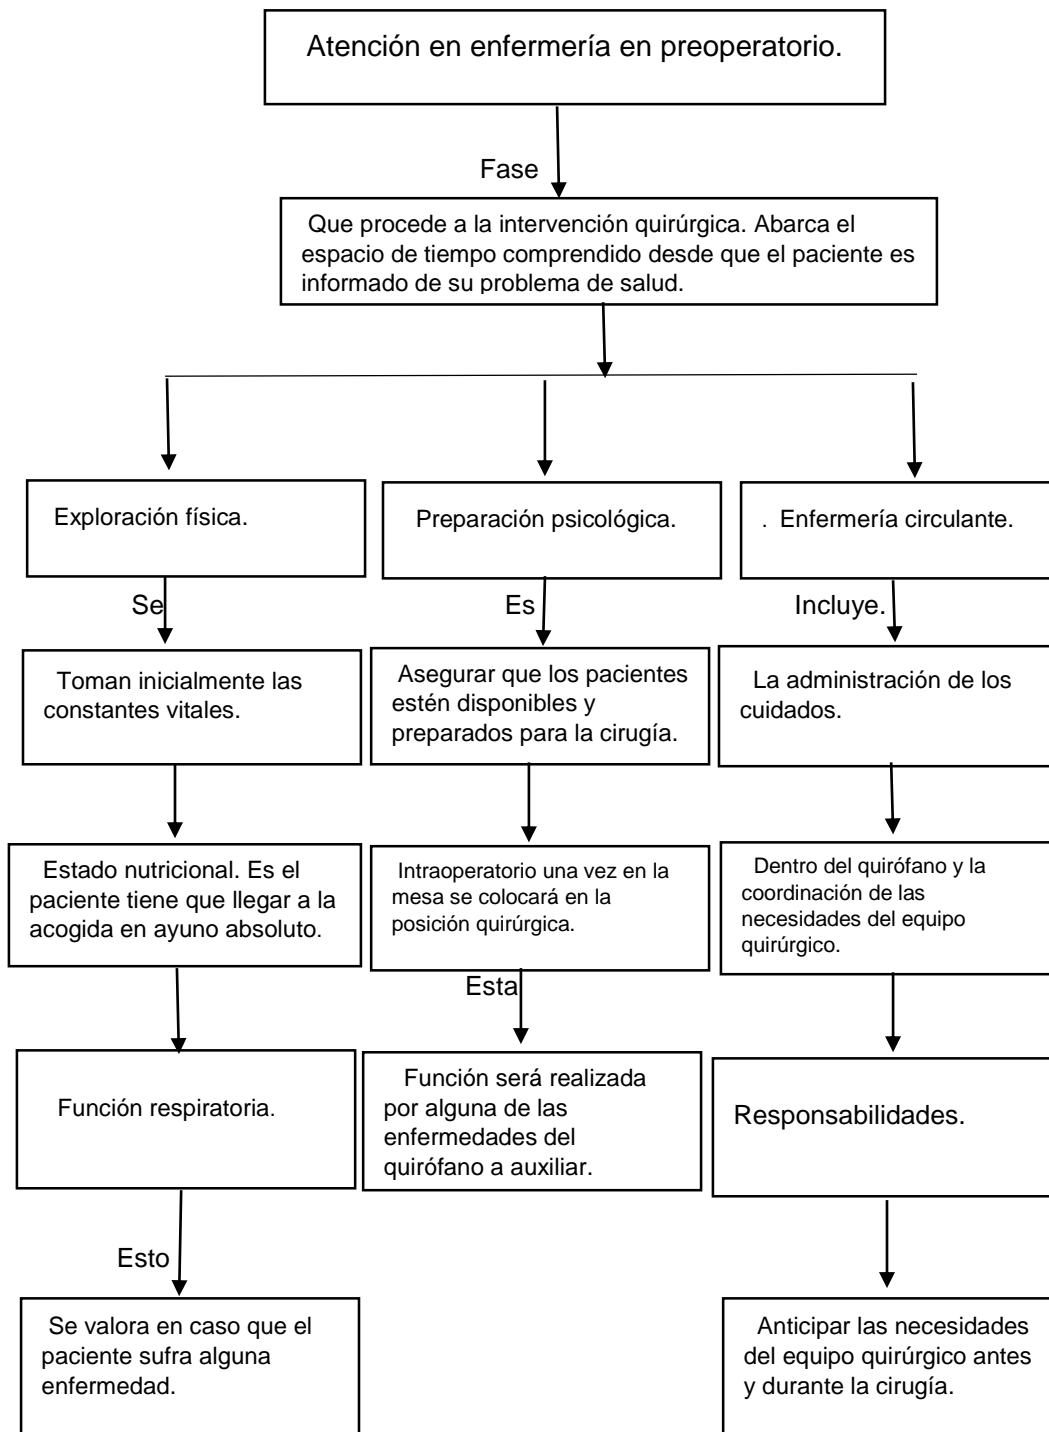 Atención en enfermería en preoperatorio.
Fase
Que procede a la intervención quirúrgica. Abarca el
espacio de tiempo comprendido desde que el paciente es
informado de su problema de salud.
Exploración física.
Preparación psicológica.
. Enfermería circulante.
Se
Es
Incluye.
Toman inicialmente las
constantes vitales.
Asegurar que los pacientes
estén disponibles y
preparados para la cirugía.
La administración de los
cuidados.
Estado nutricional. Es el
paciente tiene que llegar a la
acogida en ayuno absoluto.
Intraoperatorio una vez en la
mesa se colocará en la
posición quirúrgica.
Dentro del quirófano y la
coordinación de las
necesidades del equipo
quirúrgico.
Esta
Función respiratoria.
Función será realizada
por alguna de las
enfermedades del
quirófano a auxiliar.
Responsabilidades.
Esto
Se valora en caso que el
paciente sufra alguna
enfermedad.
Anticipar las necesidades
del equipo quirúrgico antes
y durante la cirugía.